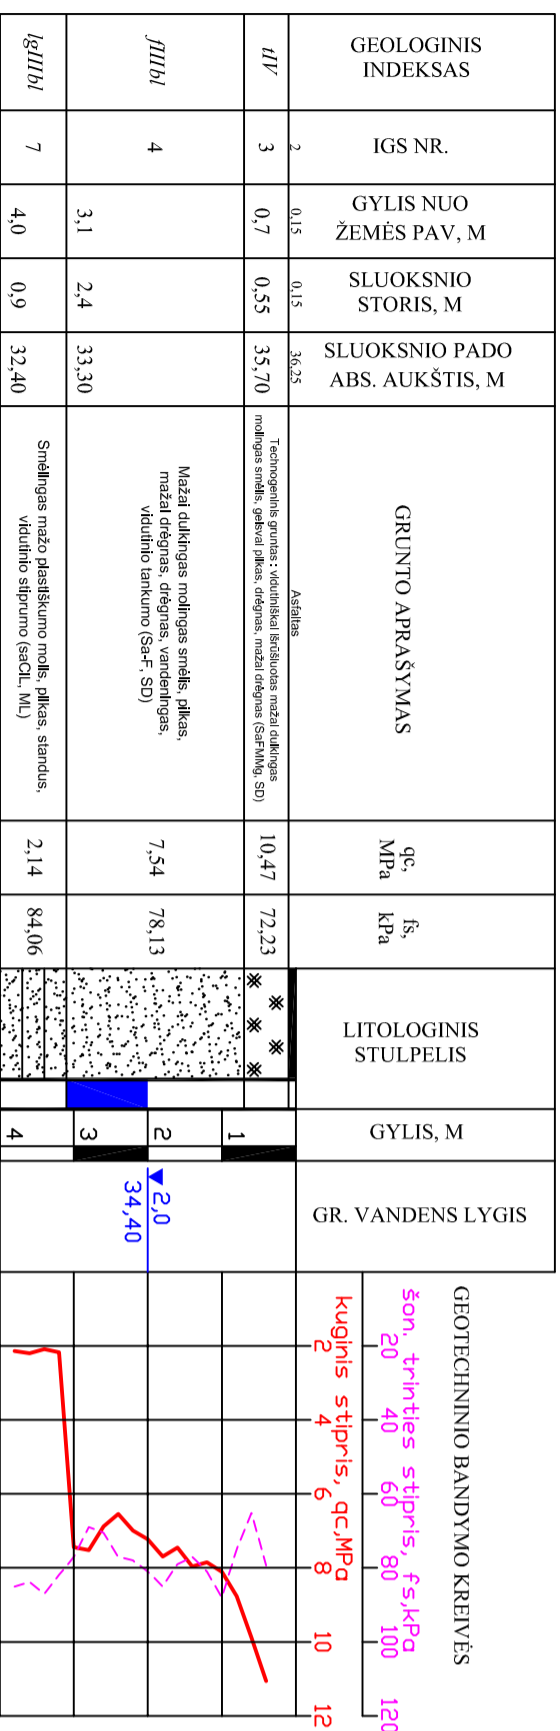 GEOLOGINIS
INDEKSAS
IGS NR.
GYLIS NUO
ŽEMĖS PAV, M
SLUOKSNIO
STORIS, M
SLUOKSNIO PADO
ABS. AUKŠTIS, M
GRUNTO APRAŠYMAS
qc,
MPa
fs,
kPa
LITOLOGINIS
STULPELIS
GYLIS, M
GR. VANDENS LYGIS
GEOTECHNINIO BANDYMO KREIVĖS
šon. trinties stipris, fs,kPa
20 40 60 80 100 120
kuginis stipris, qc,MPa
2 4 6 8 10 12
2 0,15 0,15 36,25 Asfaltas
tIV 3 0,7 0,55 35,70
Technogeninis gruntas: vidutiniškai išrūšiuotas mažai dulkingas
molingas smėlis, gelsvai pilkas, drėgnas, mažai drėgnas (SaFMMg, SD)
10,47 72,23
fIIIbl 4 3,1 2,4 33,30
Mažai dulkingas molingas smėlis, pilkas,
mažai drėgnas, drėgnas, vandeningas,
vidutinio tankumo (Sa-F, SD)
7,54 78,13
lgIIIbl 7 4,0 0,9 32,40
Smėlingas mažo plastiškumo molis, pilkas, standus,
vidutinio stiprumo (saClL, ML)
2,14 84,06
1
2
3
4
2,0
34,40